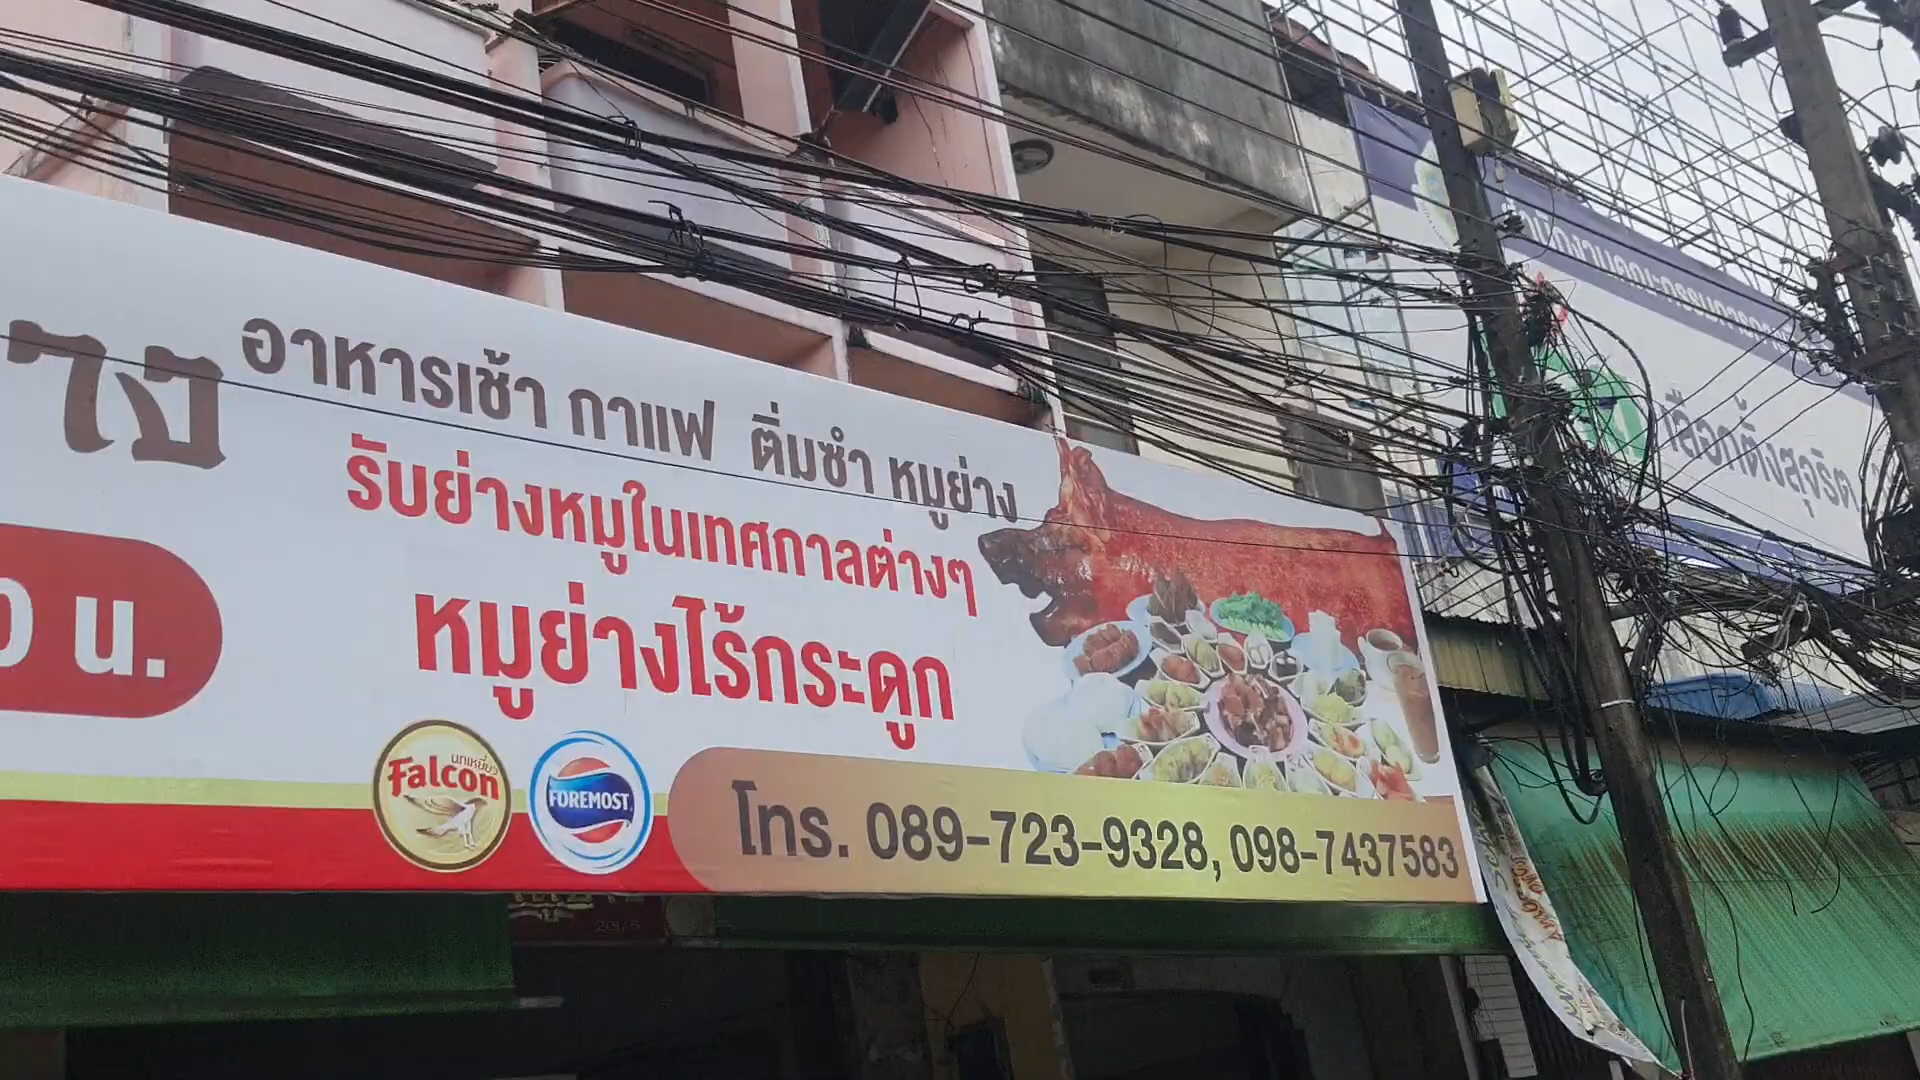 อาหารเช้า กาแฟ ติ่มซำ หมูย่าง
รับย่างหมูในเทศกาลต่างๆ
หมูย่างไร้กระดูก
น.
นกเหยี่ยว
Falcon
FOREMOST
โทร. 089-723-9328, 098-7437583
201/5
เลือกตั้งสุจริต